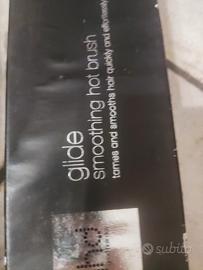 glide
smoothing hot brush
tames and smooths hair quickly and effortlessly
subito